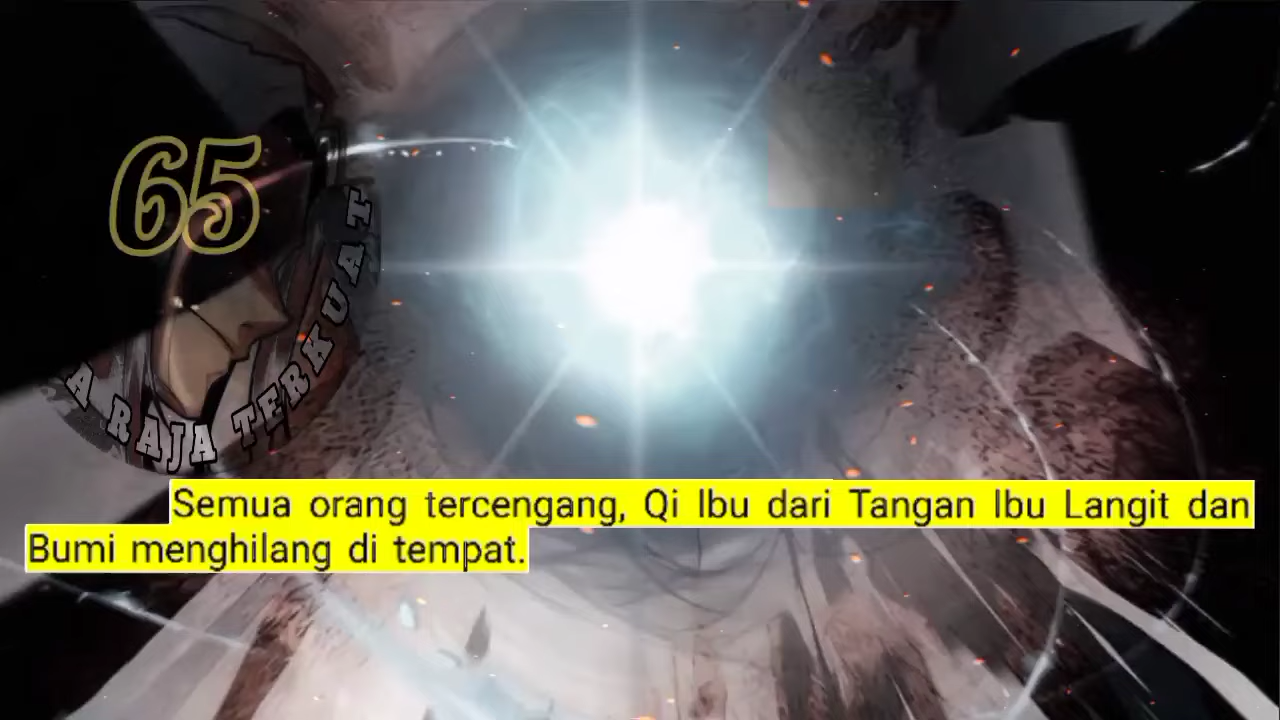 65
A RAJA TERKUAT
Semua orang tercengang, Qi Ibu dari Tangan Ibu Langit dan
Bumi menghilang di tempat.